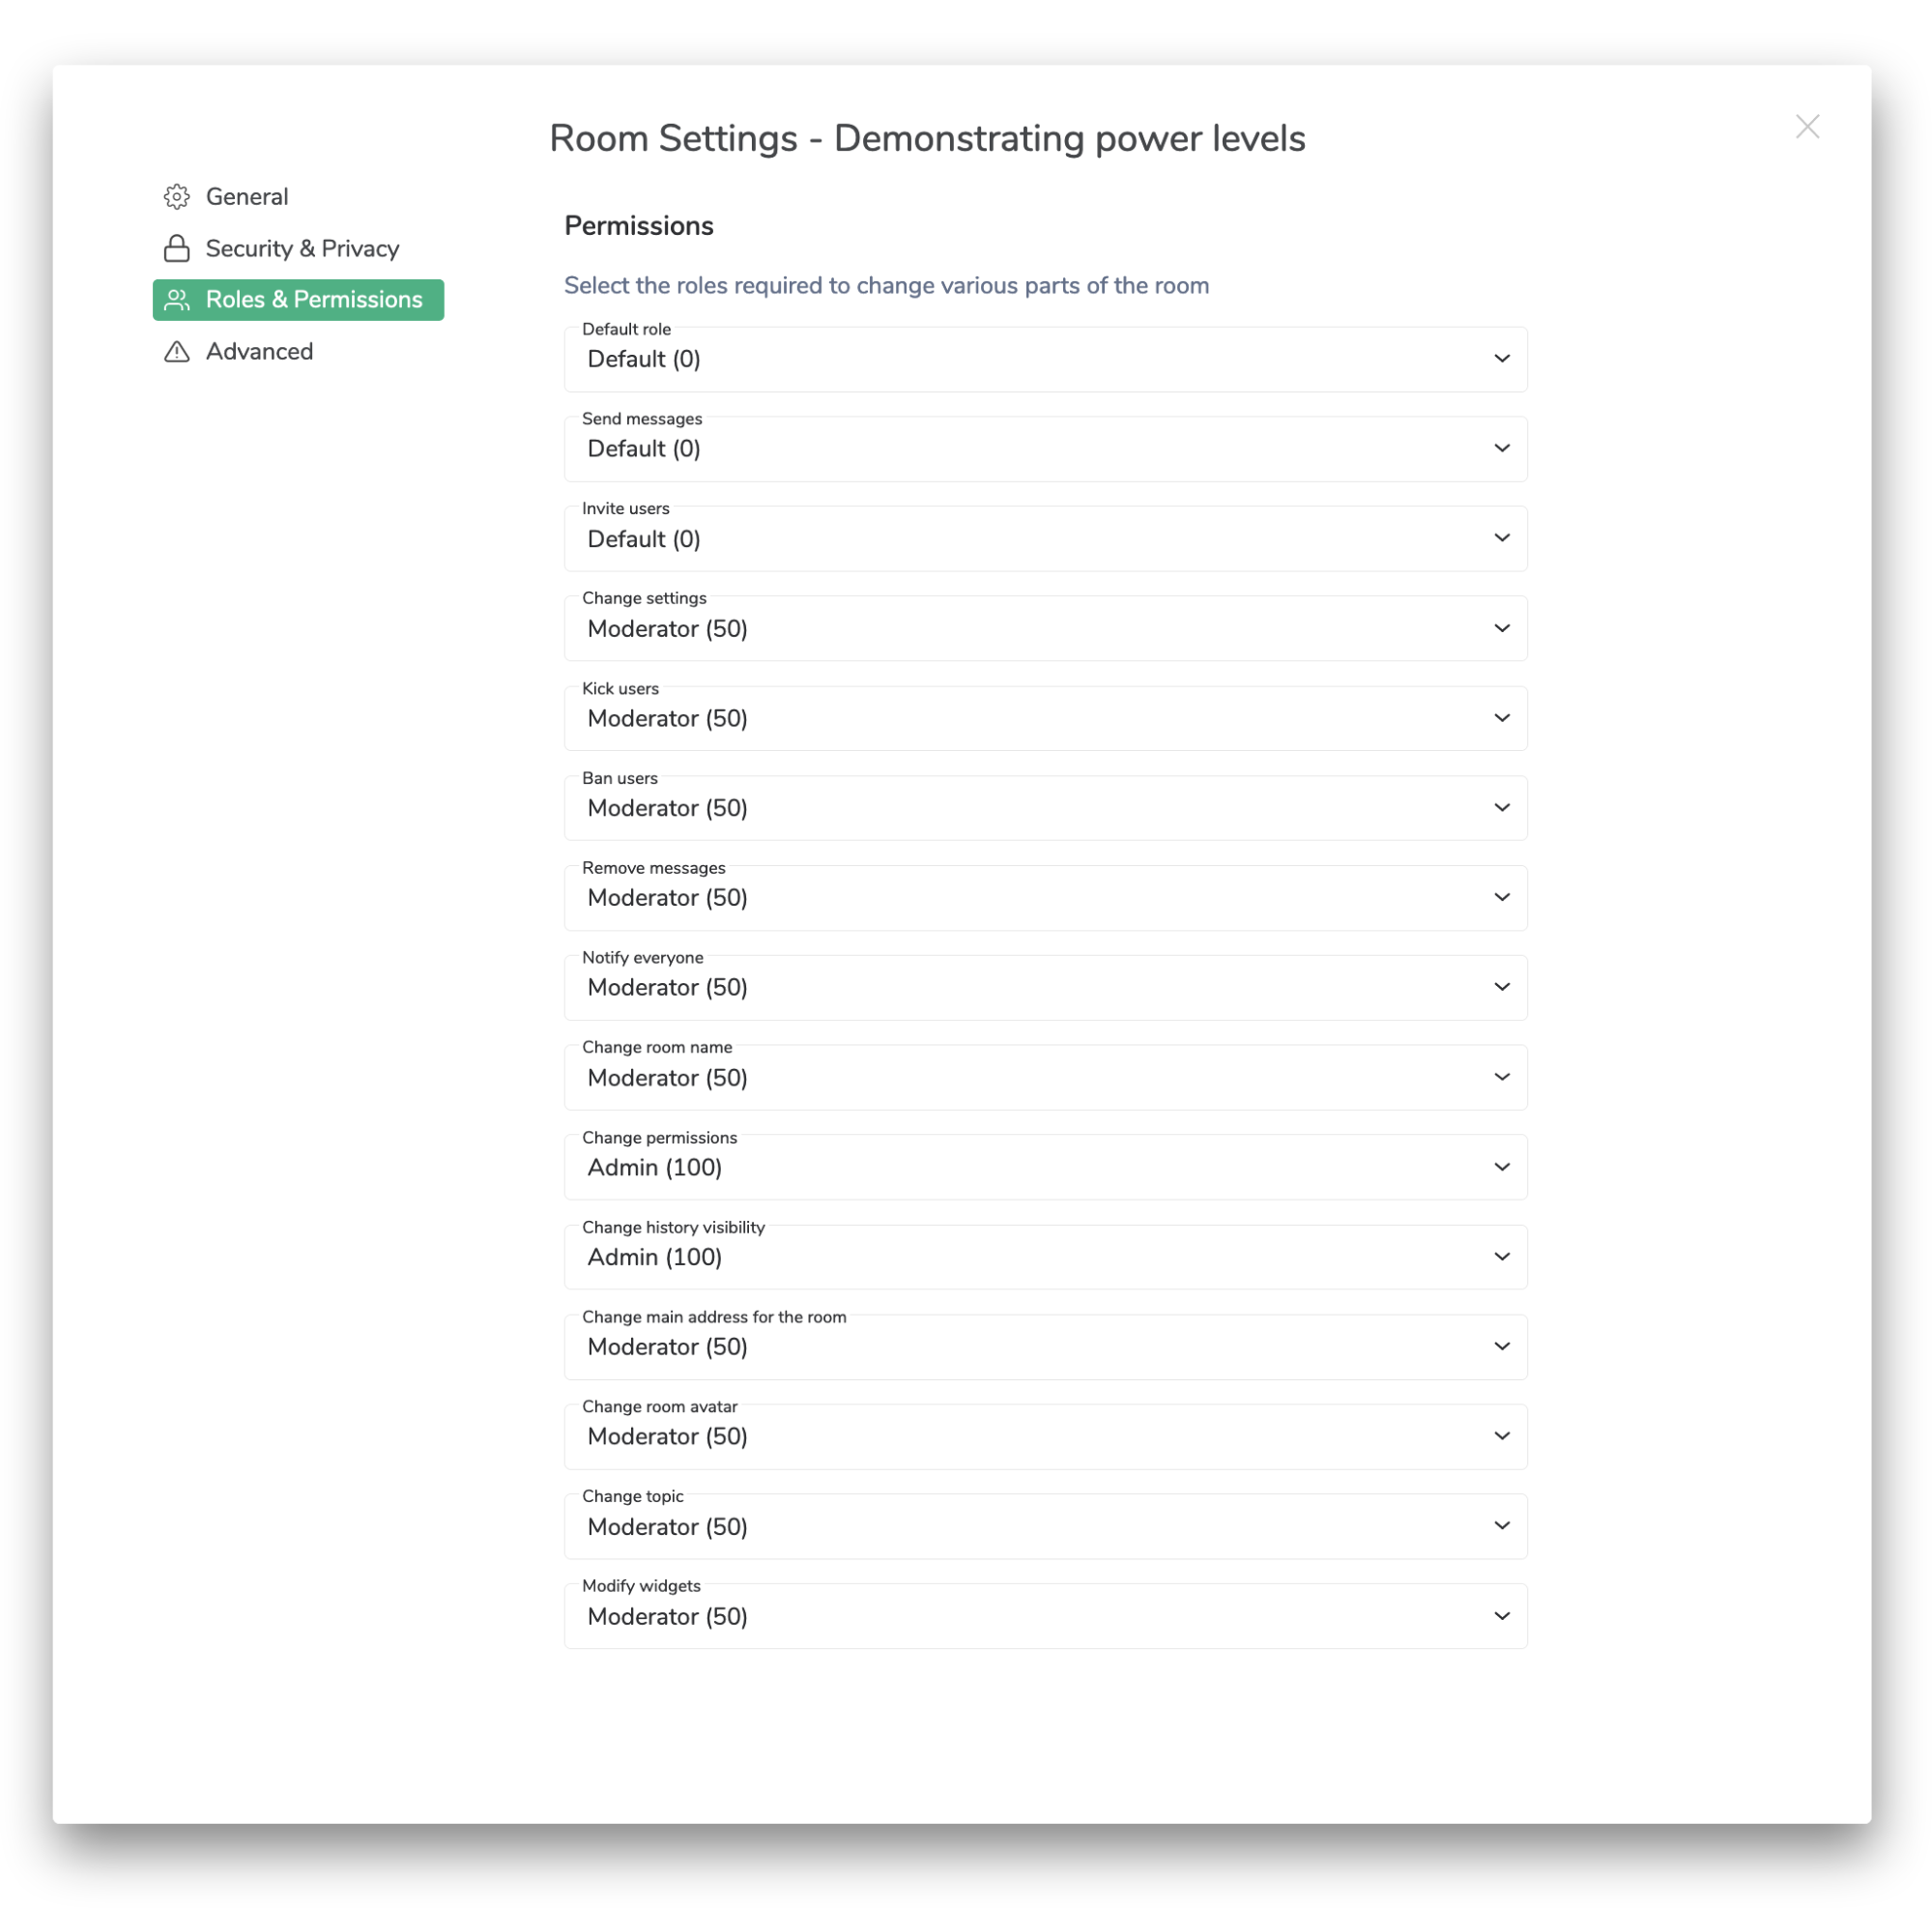 Room Settings - Demonstrating power levels
General
Security & Privacy
Roles & Permissions
Advanced
Permissions
Select the roles required to change various parts of the room
Default role
Default (0)
Send messages
Default (0)
Invite users
Default (0)
Change settings
Moderator (50)
Kick users
Moderator (50)
Ban users
Moderator (50)
Remove messages
Moderator (50)
Notify everyone
Moderator (50)
Change room name
Moderator (50)
Change permissions
Admin (100)
Change history visibility
Admin (100)
Change main address for the room
Moderator (50)
Change room avatar
Moderator (50)
Change topic
Moderator (50)
Modify widgets
Moderator (50)